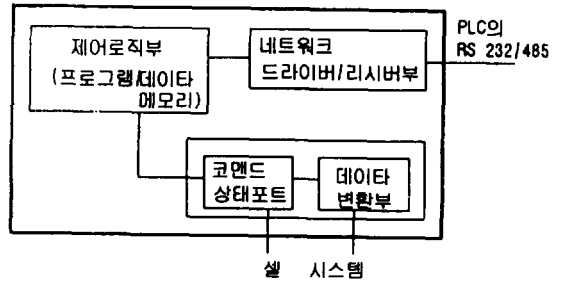 제어로직부
(프로그램/데이타
메모리)
네트워크
드라이버/리시버부
PLC의
RS 232/485
코맨드
상태포트
데이타
변환부
셀
시스템